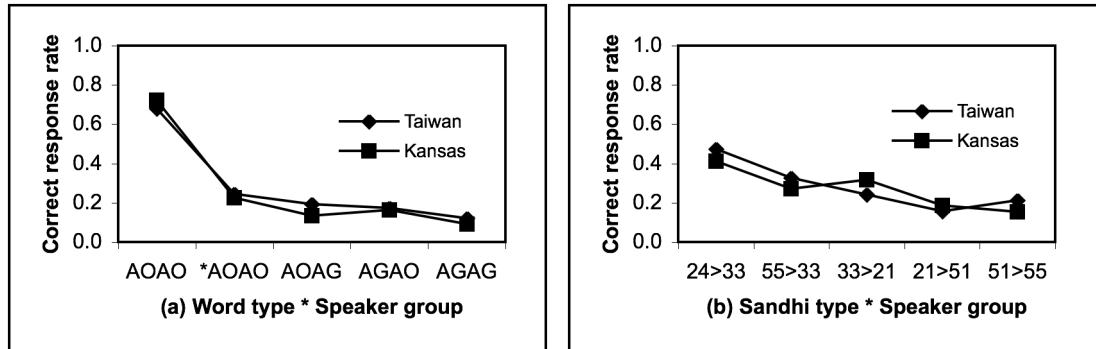 Correct response rate
1.0
0.8
0.6
0.4
0.2
0.0
Taiwan
Kansas
AOAO *AOAO AOAG AGAO AGAG
(a) Word type * Speaker group
Correct response rate
1.0
0.8
0.6
0.4
0.2
0.0
Taiwan
Kansas
24>33 55>33 33>21 21>51 51>55
(b) Sandhi type * Speaker group